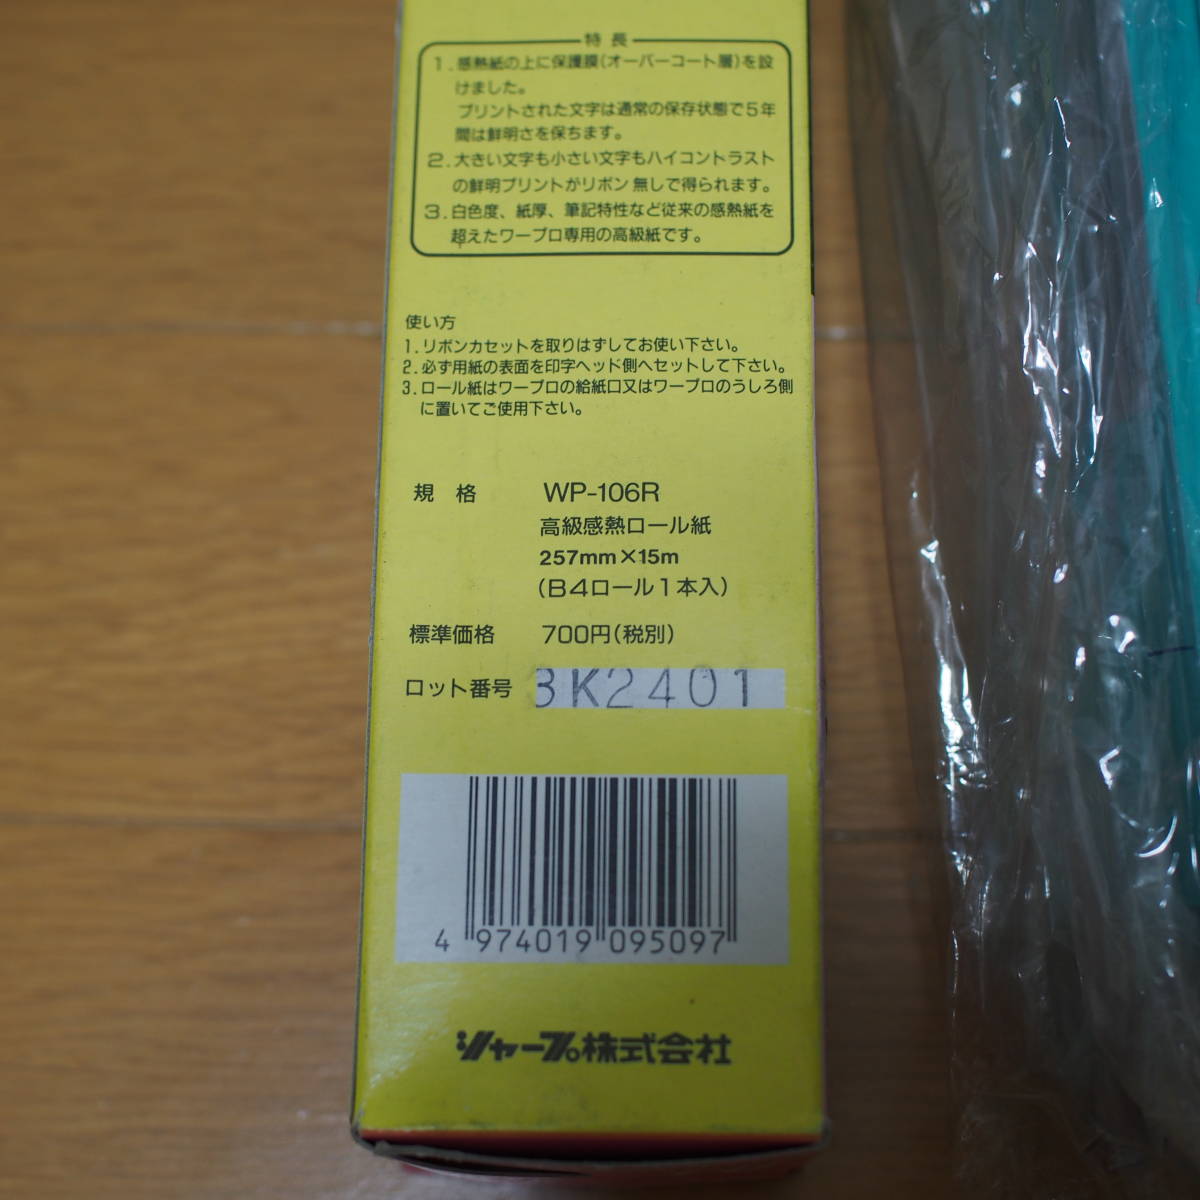 特長
1.感熱紙の上に保護膜(オーバーコート層)を設
けました。
プリントされた文字は通常の保存状態で5年
間は鮮明さを保ちます。
2.大きい文字も小さい文字もハイコントラスト
の鮮明プリントがリボン無しで得られます。
3.白色度、紙厚、筆記特性など従来の感熱紙を
超えたワープロ専用の高級紙です。
使い方
1.リボンカセットを取りはずしてお使い下さい。
2.必ず用紙の表面を印字ヘッド側へセットして下さい。
3.ロール紙はワープロの給紙口又はワープロのうしろ側
に置いてご使用下さい。
規格 WP-106R
高級感熱ロール紙
257mm×15m
(B4ロール1本入)
標準価格 700円(税別)
ロット番号 3K2401
4 974019 095097
シャープ株式会社